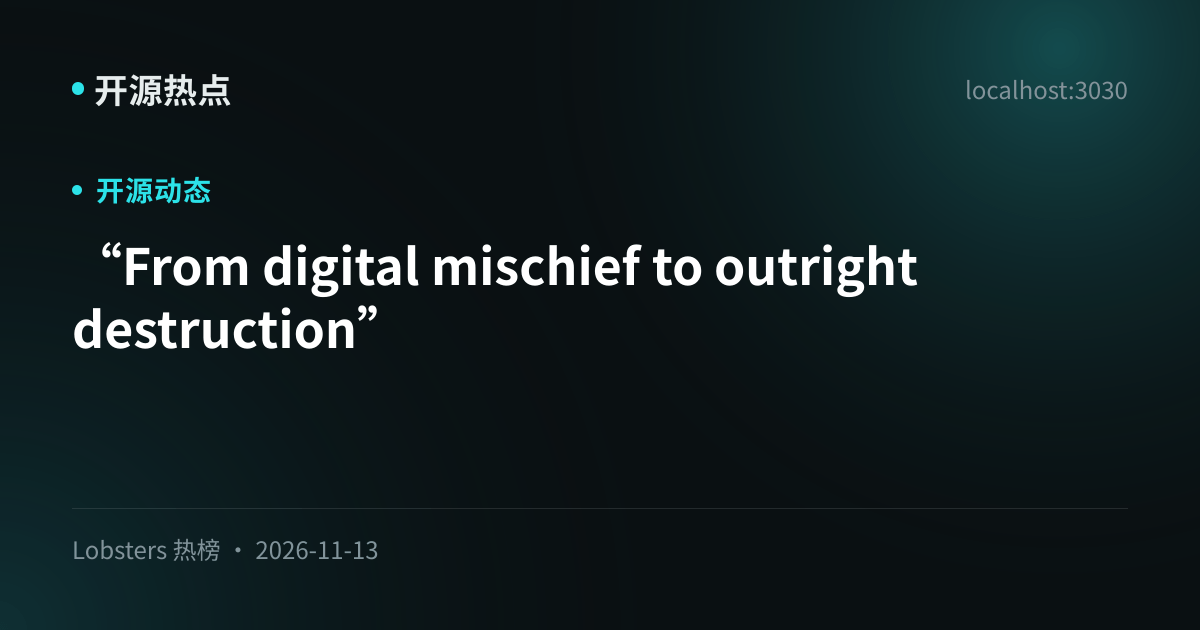 开源热点
localhost:3030
开源动态
“From digital mischief to outright
destruction”
Lobsters 热榜 · 2026-11-13